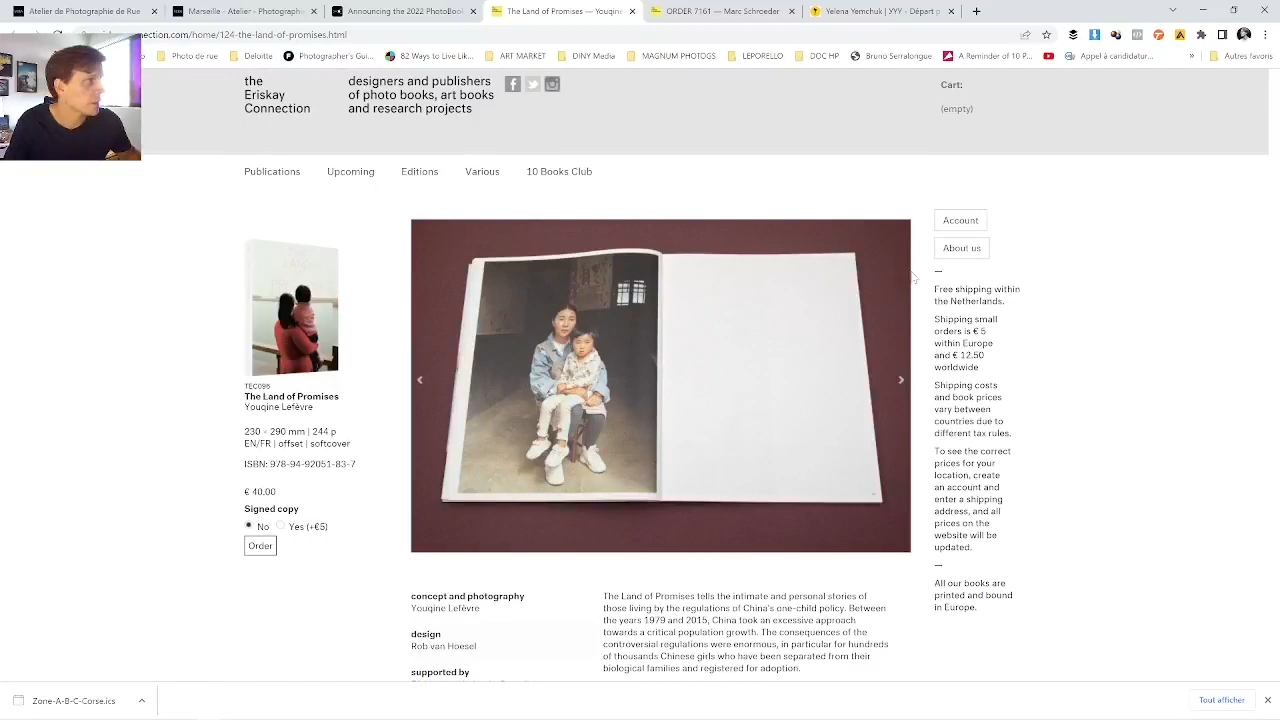 Atelier de Photographie de Rue
Marseille - Atelier - Photographie
Announcing the 2022 PhotoBook
The Land of Promises — Youqine
ORDER 7161 — Marc Schroeder
Yelena Yemchuk | УYY - Départ p
nection.com/home/124-the-land-of-promises.html
Photo de rue
Deloitte
Photographer's Gui...
82 Ways to Live Lik...
ART MARKET
DINY Media
MAGNUM PHOTOGS
LEPORELLO
DOC HP
Bruno Serralongue
A Reminder of 10 P...
Appel à candidatur...
»
Autres favoris
the
Eriskay
Connection
designers and publishers
of photo books, art books
and research projects
Cart:
(empty)
Publications
Upcoming
Editions
Various
10 Books Club
TEC095
The Land of Promises
Youqine Lefèvre
230 × 290 mm | 244 p
EN/FR | offset | softcover
ISBN: 978-94-92051-83-7
€ 40.00
Signed copy
No
Yes (+€5)
Order
Account
About us
—
Free shipping within
the Netherlands.
Shipping small
orders is € 5
within Europe
and € 12,50
worldwide
Shipping costs
and book prices
vary between
countries due to
different tax rules.
To see the correct
prices for your
location, create
an account and
enter a shipping
address, and all
prices on the
website will be
updated.
—
All our books are
printed and bound
in Europe.
concept and photography
Youqine Lefèvre
design
Rob van Hoesel
supported by
The Land of Promises tells the intimate and personal stories of
those living by the regulations of China's one-child policy. Between
the years 1979 and 2015, China took an excessive approach
towards a critical population growth. The consequences of the
controversial regulations were enormous, in particular for hundreds
of thousands Chinese girls who have been separated from their
biological families and registered for adoption.
Zone-A-B-C-Corse.ics
Tout afficher